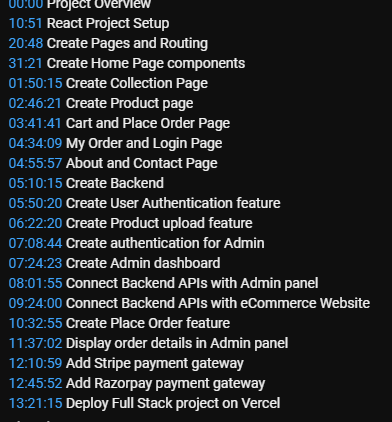 00:00 Project Overview
10:51 React Project Setup
20:48 Create Pages and Routing
31:21 Create Home Page components
01:50:15 Create Collection Page
02:46:21 Create Product page
03:41:41 Cart and Place Order Page
04:34:09 My Order and Login Page
04:55:57 About and Contact Page
05:10:15 Create Backend
05:50:20 Create User Authentication feature
06:22:20 Create Product upload feature
07:08:44 Create authentication for Admin
07:24:23 Create Admin dashboard
08:01:55 Connect Backend APIs with Admin panel
09:24:00 Connect Backend APIs with eCommerce Website
10:32:55 Create Place Order feature
11:37:02 Display order details in Admin panel
12:10:59 Add Stripe payment gateway
12:45:52 Add Razorpay payment gateway
13:21:15 Deploy Full Stack project on Vercel